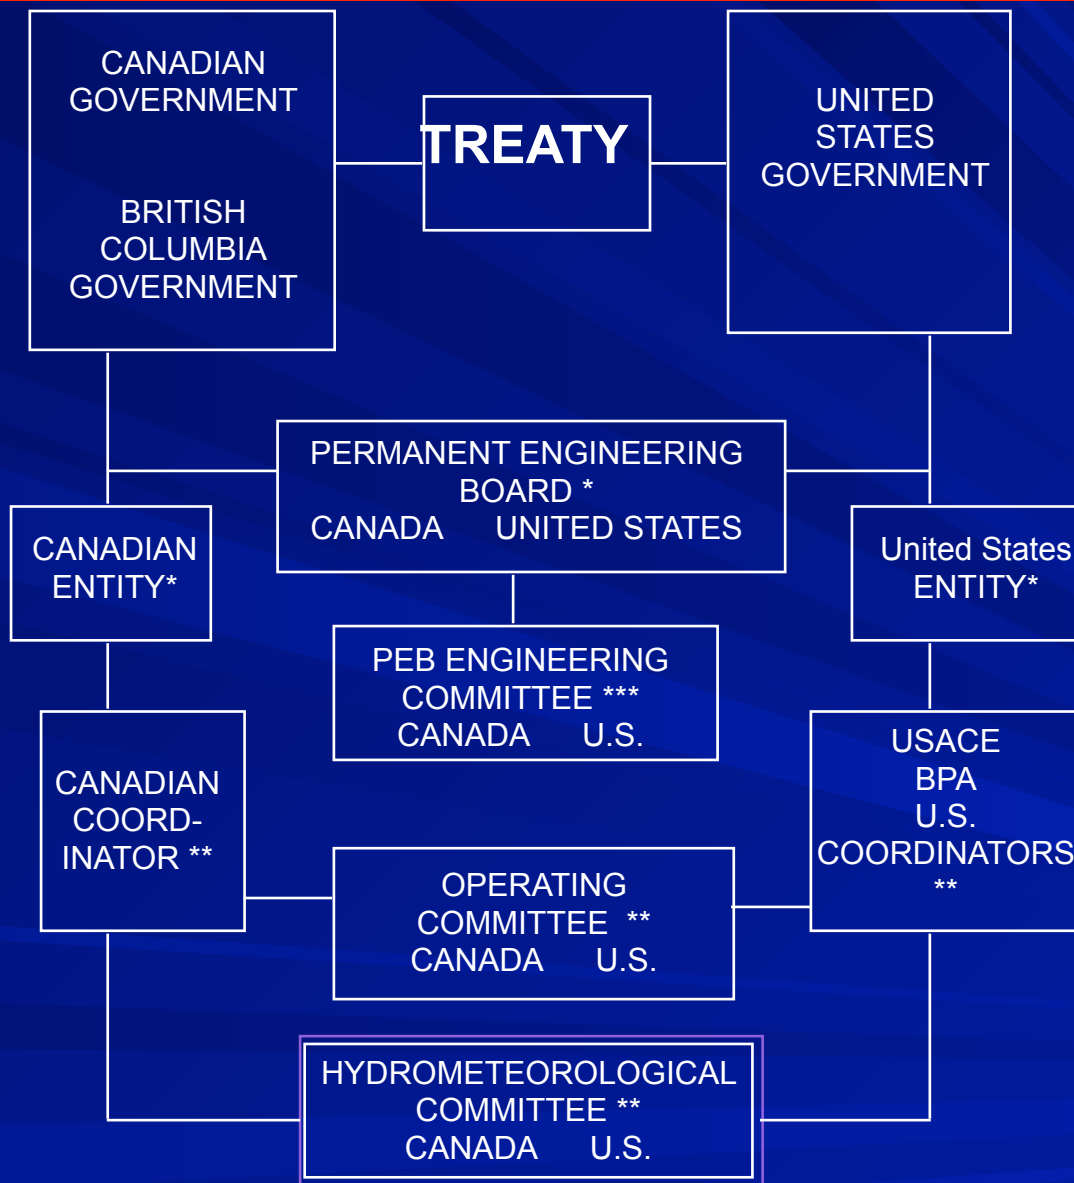 CANADIAN
GOVERNMENT
BRITISH
COLUMBIA
GOVERNMENT
TREATY
UNITED
STATES
GOVERNMENT
PERMANENT ENGINEERING
BOARD *
CANADA UNITED STATES
CANADIAN
ENTITY*
United States
ENTITY*
PEB ENGINEERING
COMMITTEE ***
CANADA U.S.
CANADIAN
COORD-
INATOR **
USACE
BPA
U.S.
COORDINATORS
**
OPERATING
COMMITTEE **
CANADA U.S.
HYDROMETEOROLOGICAL
COMMITTEE **
CANADA U.S.